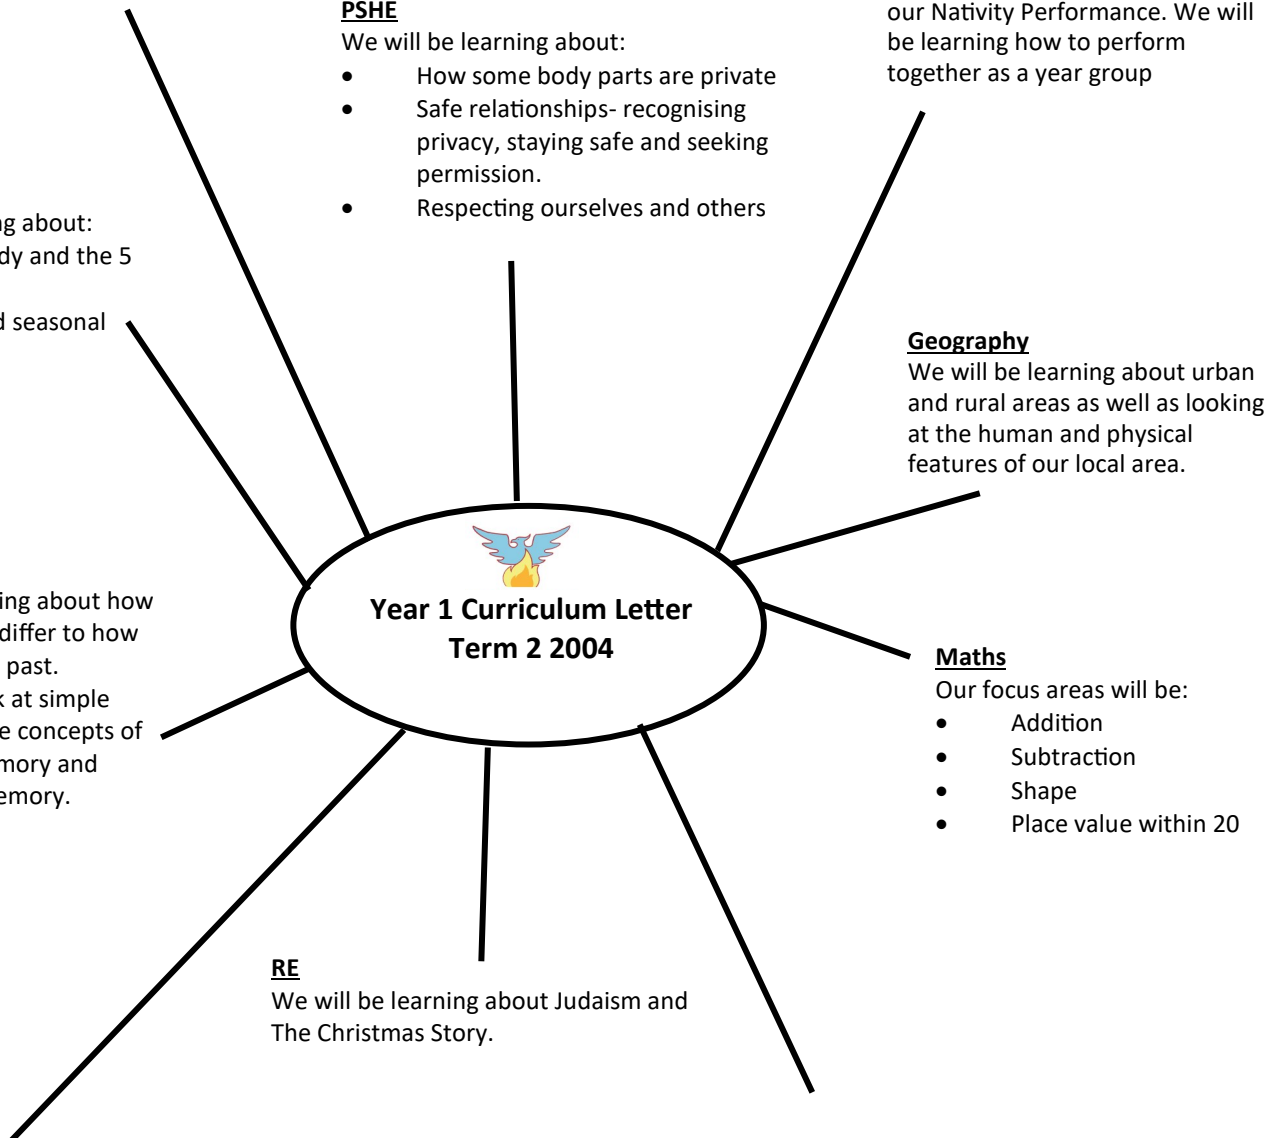 PSHE
We will be learning about:
• How some body parts are private
• Safe relationships- recognising
privacy, staying safe and seeking
permission.
• Respecting ourselves and others
our Nativity Performance. We will
be learning how to perform
together as a year group
about:
and the 5
seasonal
Geography
We will be learning about urban
and rural areas as well as looking
at the human and physical
features of our local area.
about how
differ to how
past.
at simple
concepts of
and
Year 1 Curriculum Letter
Term 2 2004
Maths
Our focus areas will be:
• Addition
• Subtraction
• Shape
• Place value within 20
RE
We will be learning about Judaism and
The Christmas Story.